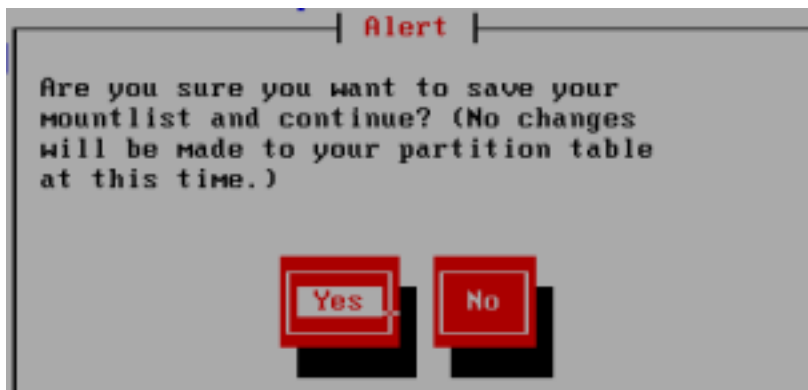 Alert
Are you sure you want to save your
mountlist and continue? (No changes
will be made to your partition table
at this time.)
Yes No